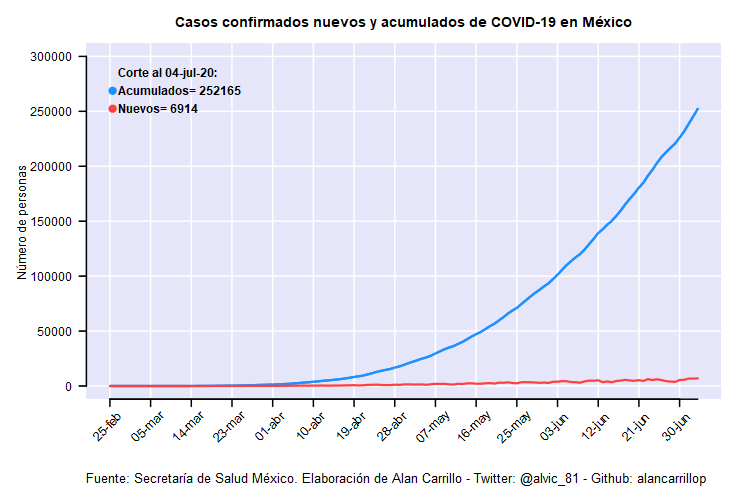 Casos confirmados nuevos y acumulados de COVID-19 en México
Número de personas
300000
250000
200000
150000
100000
50000
0
Corte al 04-jul-20:
Acumulados= 252165
Nuevos= 6914
25-feb
05-mar
14-mar
23-mar
01-abr
10-abr
19-abr
28-abr
07-may
16-may
25-may
03-jun
12-jun
21-jun
30-jun
Fuente: Secretaría de Salud México. Elaboración de Alan Carrillo - Twitter: @alvic_81 - Github: alancarrillop